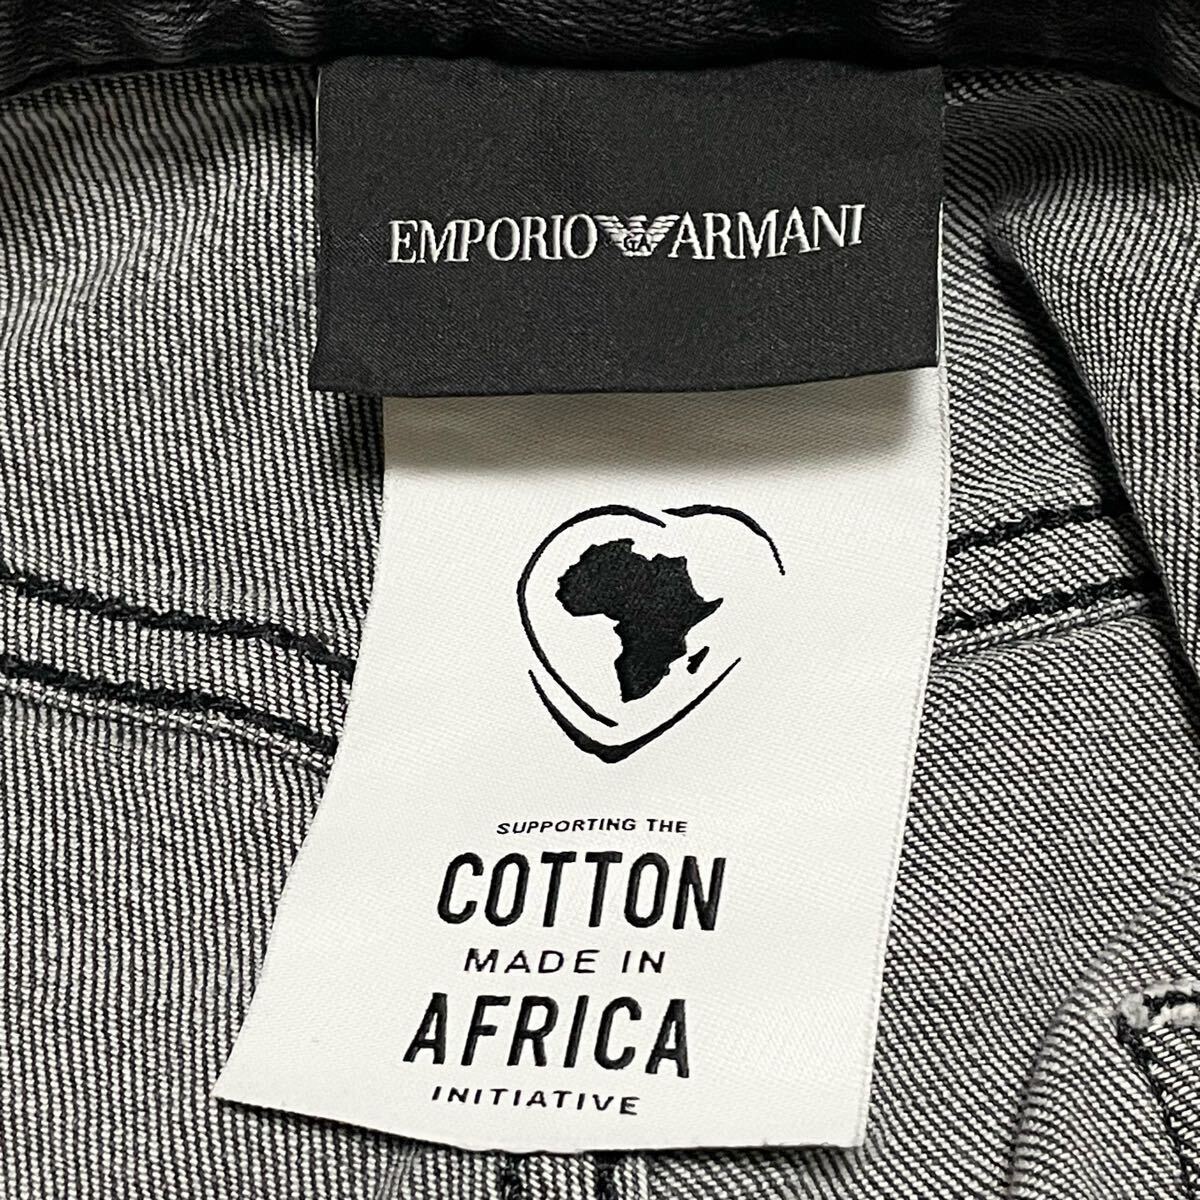 EMPORIO GA ARMANI
SUPPORTING THE
COTTON
MADE IN
AFRICA
INITIATIVE